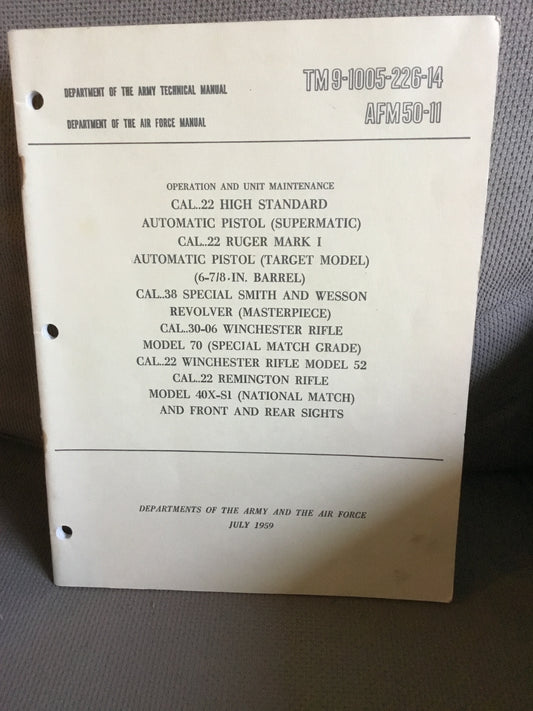 DEPARTMENT OF THE ARMY TECHNICAL MANUAL
TM 9-1005-226-14
DEPARTMENT OF THE AIR FORCE MANUAL
AFM 50-11
OPERATION AND UNIT MAINTENANCE
CAL..22 HIGH STANDARD
AUTOMATIC PISTOL (SUPERMATIC)
CAL..22 RUGER MARK I
AUTOMATIC PISTOL (TARGET MODEL)
(6-7/8-IN. BARREL)
CAL..38 SPECIAL SMITH AND WESSON
REVOLVER (MASTERPIECE)
CAL..30-06 WINCHESTER RIFLE
MODEL 70 (SPECIAL MATCH GRADE)
CAL..22 WINCHESTER RIFLE MODEL 52
CAL..22 REMINGTON RIFLE
MODEL 40X-S1 (NATIONAL MATCH)
AND FRONT AND REAR SIGHTS
DEPARTMENTS OF THE ARMY AND THE AIR FORCE
JULY 1959